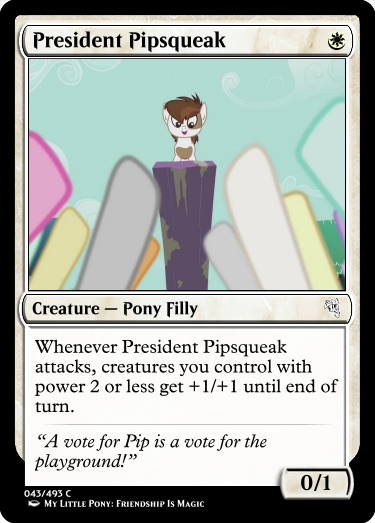 President Pipsqueak
Creature — Pony Filly
Whenever President Pipsqueak
attacks, creatures you control with
power 2 or less get +1/+1 until end of
turn.
“A vote for Pip is a vote for the
playground!”
0/1
043/493 C
My Little Pony: Friendship Is Magic